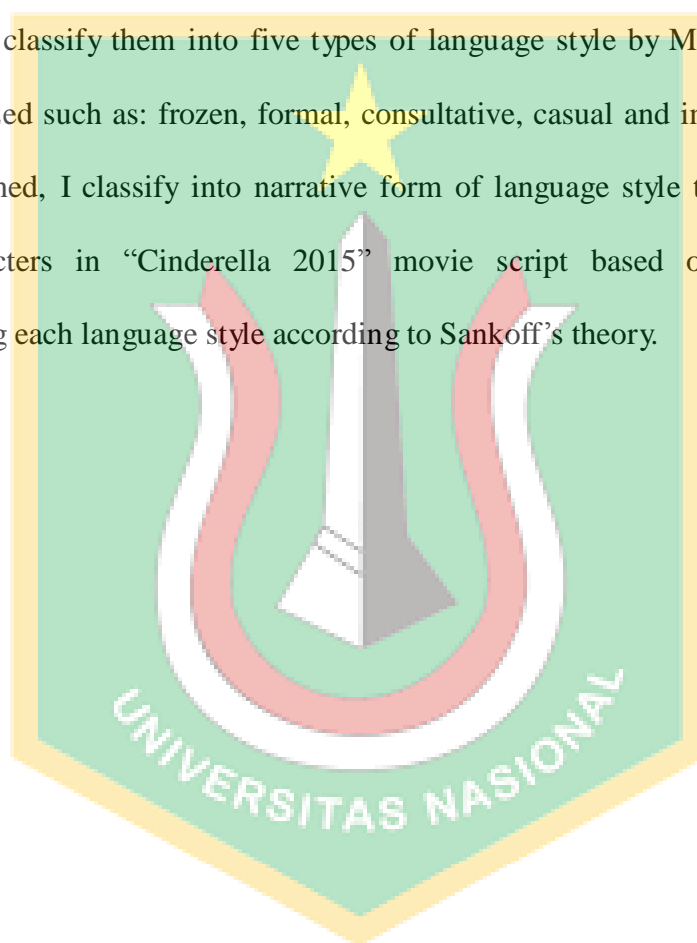 classify them into five types of language style by M
ed such as: frozen, formal, consultative, casual and in
ned, I classify into narrative form of language style t
cters in “Cinderella 2015” movie script based o
g each language style according to Sankoff’s theory.
UNIVERSITAS NASIONAL